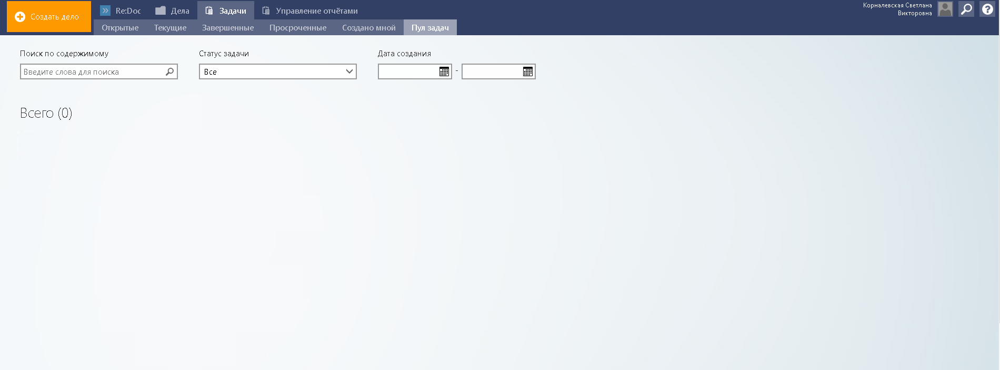 Создать дело
Re:Doc Дела Задачи Управление отчётами
Корналевская Светлана
Викторовна
Открытые Текущие Завершенные Просроченные Создано мной Пул задач
Поиск по содержимому Статус задачи Дата создания
Введите слова для поиска Все -
Всего (0)